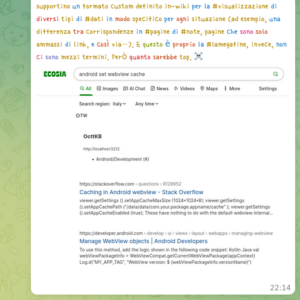 supportino un formato Custom definito in-wiki per la #visualizzazione di
diversi tipi di #dati in modo specifico per ogni situazione (ad esempio, una
differenza tra Corrispondenze in #pagine di #note, pagine Che sono solo
ammassi di link, e Così via…). E questo È proprio la #lamegafine, invece, non
Ci sono mezzi termini. Però quanto sarebbe top, ☠️
ECOSIA
android set webview cache
All Images AI Chat News Videos Maps More Settings
Search region: Italy Any time
OTW
OcttKB
http://localhost:5212
• Android/Development (#)
https://stackoverflow.com › questions › 8128952
Caching in Android webview - Stack Overflow
viewer.getSettings ().setAppCacheMaxSize (1024*1024*8); viewer.getSettings
().setAppCachePath ("/data/data/com.your.package.appname/cache" ); viewer.getSettings
().setAppCacheEnabled (true); These have nothing to do with the default webview internal...
https://developer.android.com › develop › ui › views › layout › webapps › managing-webview
Manage WebView objects | Android Developers
To use this method, add the logic shown in the following code snippet: Kotlin Java val
webViewPackageInfo = WebViewCompat.getCurrentWebViewPackage(appContext)
Log.d("MY_APP_TAG", "WebView version: $ {webViewPackageInfo.versionName}")
22:14